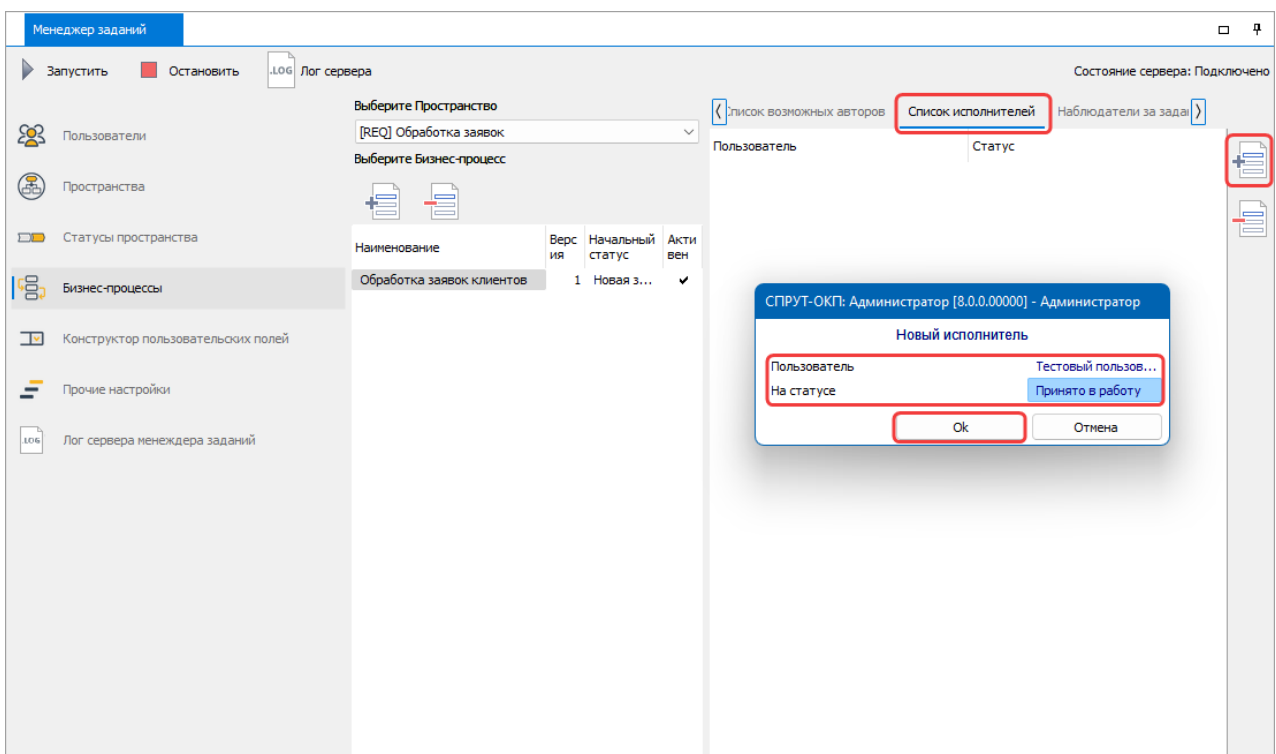 Менеджер заданий
Запустить
Остановить
.LOG
Лог сервера
Состояние сервера: Подключено
Пользователи
Пространства
Статусы пространства
Бизнес-процессы
Конструктор пользовательских полей
Прочие настройки
.LOG
Лог сервера менеждера заданий
Выберите Пространство
[REQ] Обработка заявок
Выберите Бизнес-процесс
Наименование
Верс
ия
Начальный
статус
Акти
вен
Обработка заявок клиентов
1
Новая з...
возможных авторов
Список исполнителей
Наблюдатели за
Пользователь
Статус
СПРУТ-ОКП: Администратор [8.0.0.00000] - Администратор
Новый исполнитель
Пользователь
Тестовый пользов...
На статусе
Принято в работу
Ok
Отмена